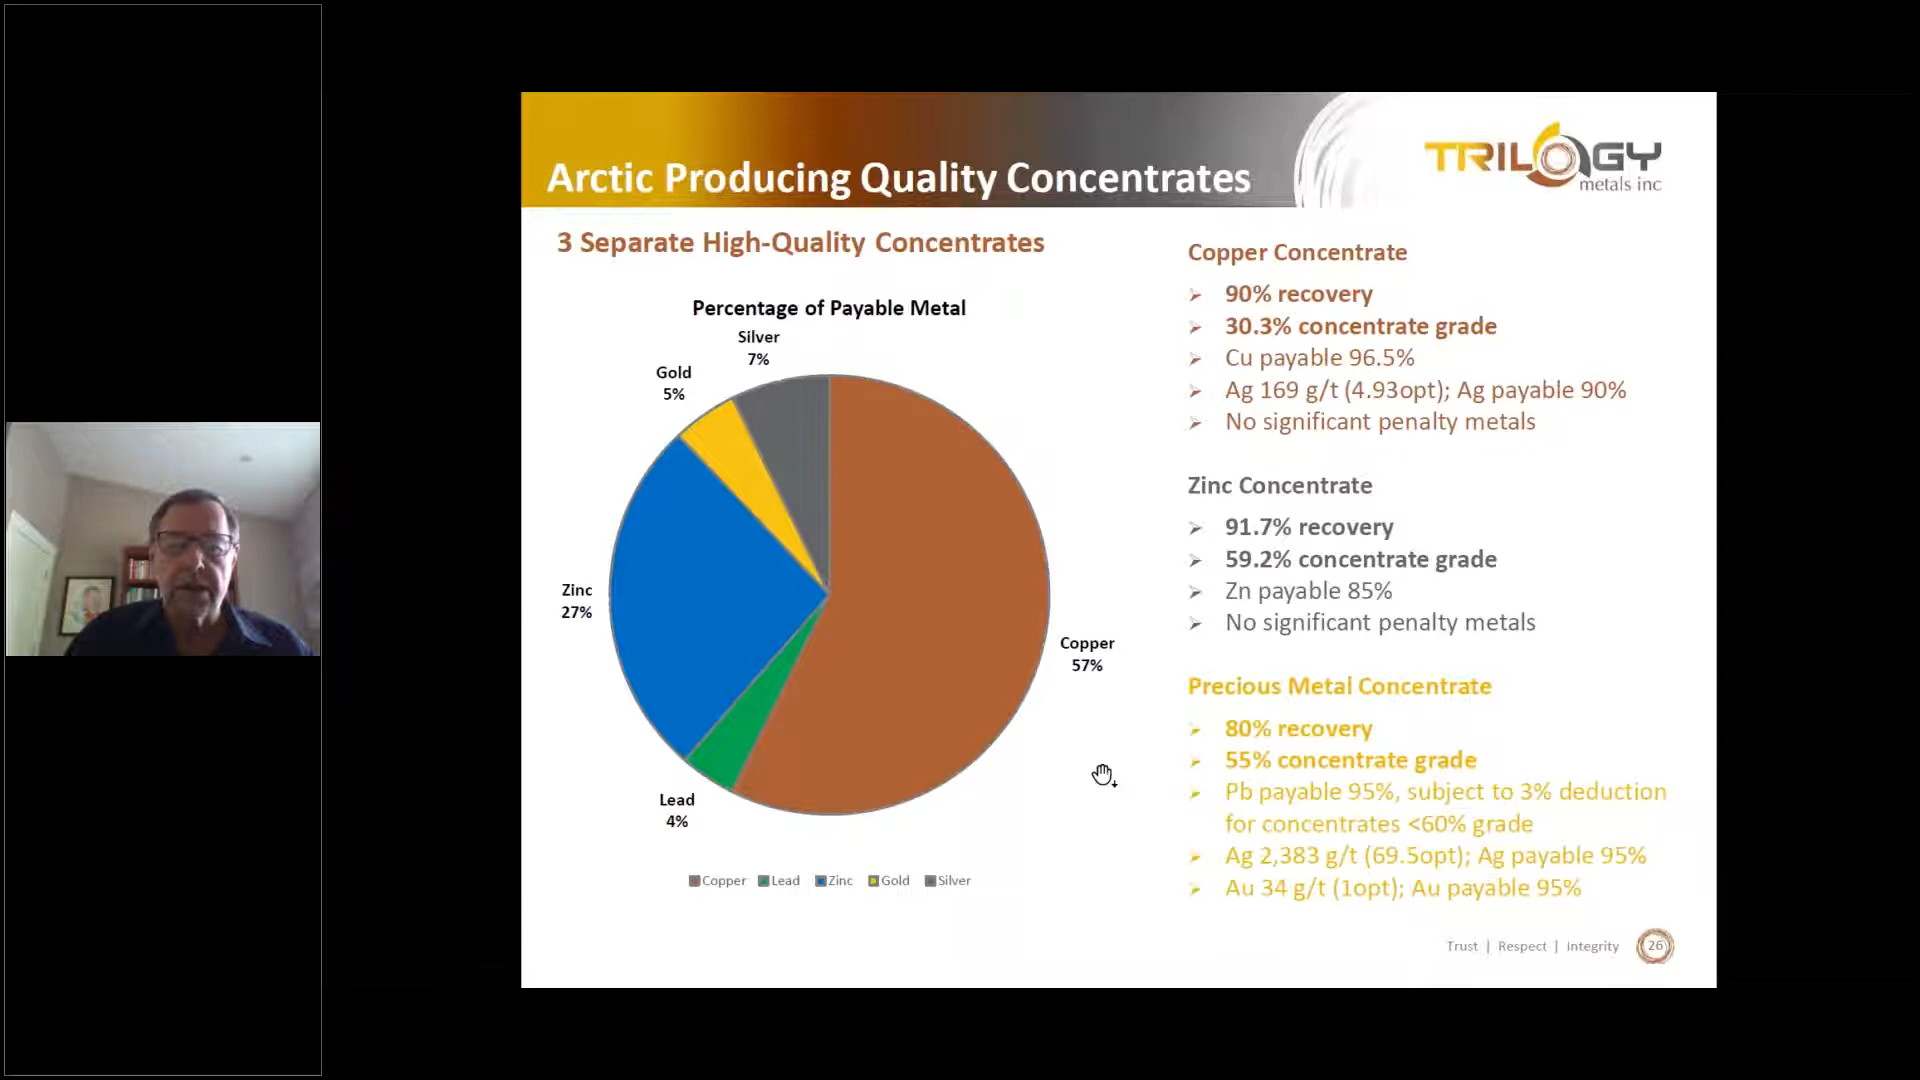 Arctic Producing Quality Concentrates
TRILOGY
metals inc
3 Separate High-Quality Concentrates
Percentage of Payable Metal
Silver
7%
Gold
5%
Zinc
27%
Copper
57%
Lead
4%
Copper Lead Zinc Gold Silver
Copper Concentrate
90% recovery
30.3% concentrate grade
Cu payable 96.5%
Ag 169 g/t (4.93opt); Ag payable 90%
No significant penalty metals
Zinc Concentrate
91.7% recovery
59.2% concentrate grade
Zn payable 85%
No significant penalty metals
Precious Metal Concentrate
80% recovery
55% concentrate grade
Pb payable 95%, subject to 3% deduction
for concentrates <60% grade
Ag 2,383 g/t (69.5opt); Ag payable 95%
Au 34 g/t (1opt); Au payable 95%
Trust | Respect | Integrity 26